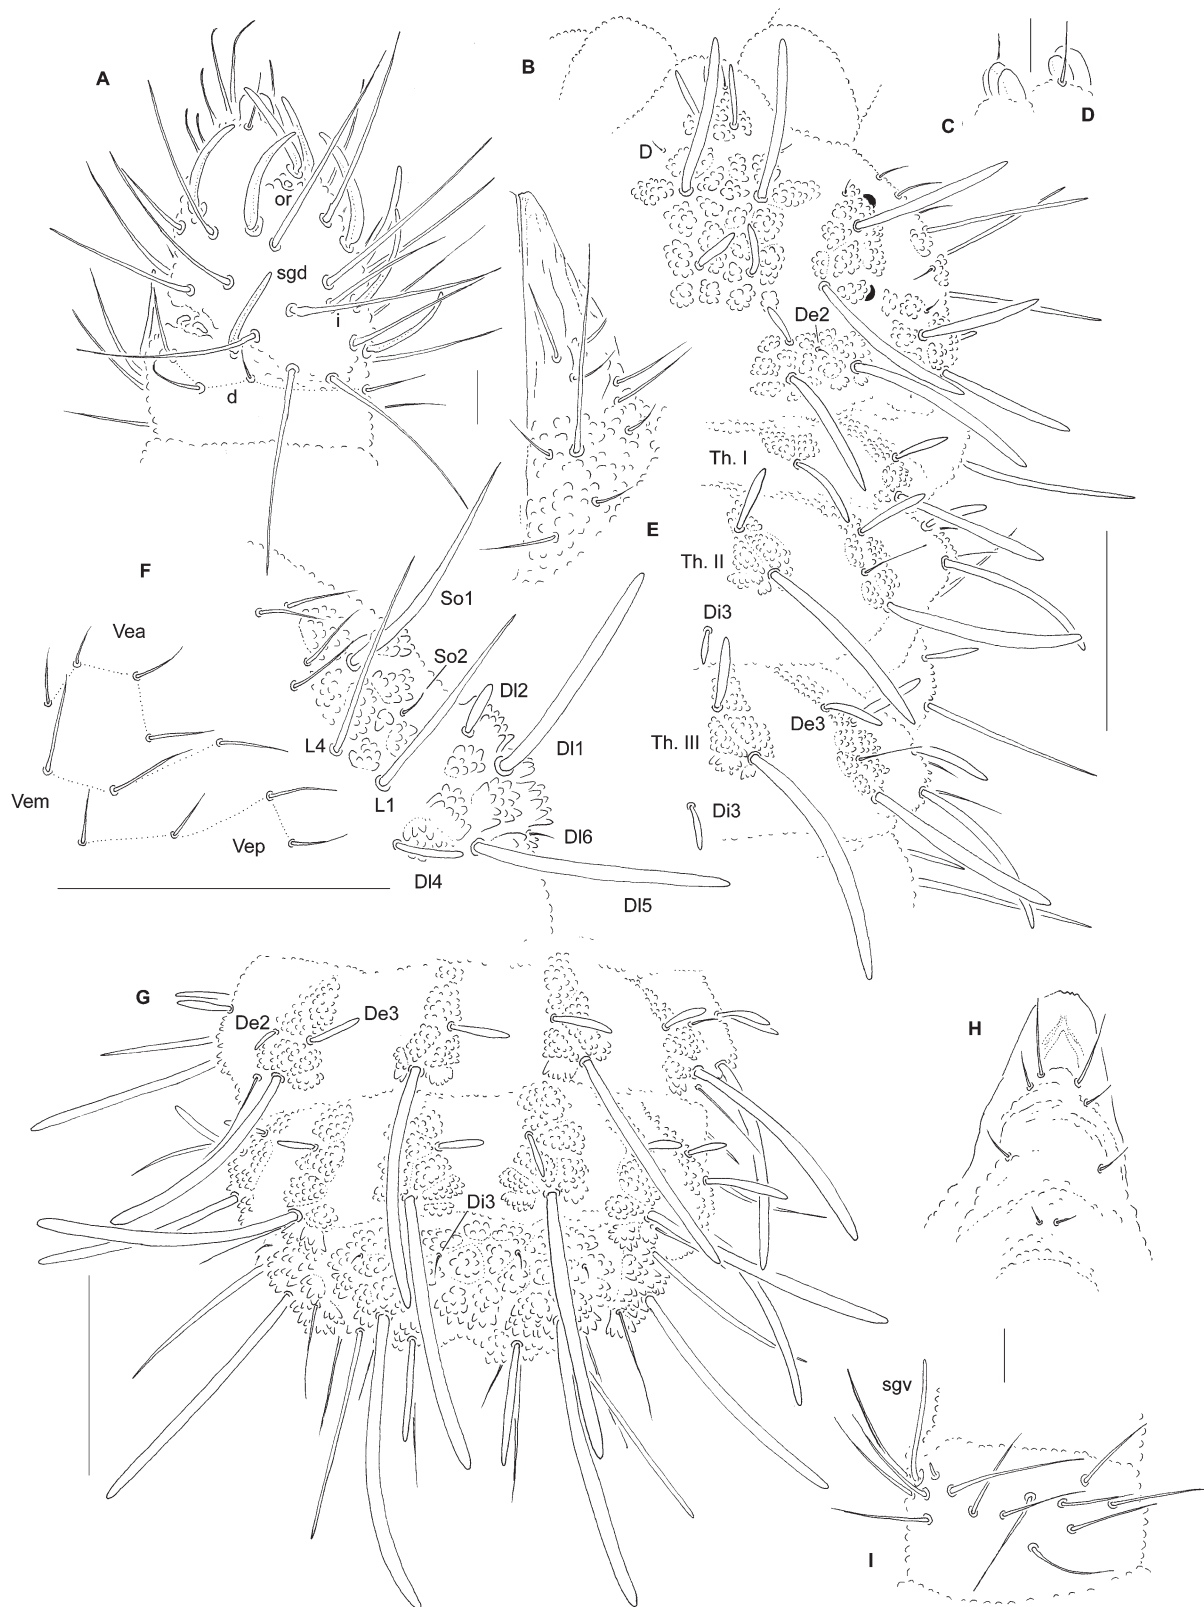 A
B
C
D
D
or
sgd
i
De2
d
Th. I
E
Th. II
F
So1
Di3
Vea
So2
Dl2
De3
L4
Dl1
Th. III
L1
Vem
Di3
Vep
Dl6
Dl4
Dl5
G
De2
De3
H
Di3
sgv
I